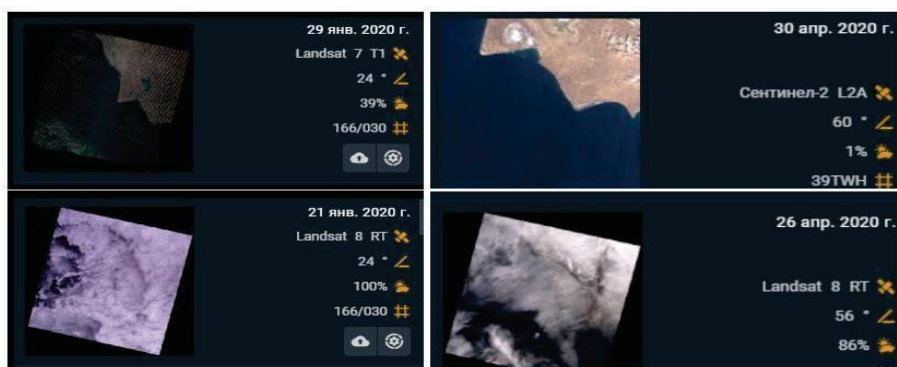 29 янв. 2020 г.
Landsat 7 T1
24 °
39%
166/030
30 апр. 2020 г.
Сентинел-2 L2A
60 °
1%
39TWH
21 янв. 2020 г.
Landsat 8 RT
24 °
100%
166/030
26 апр. 2020 г.
Landsat 8 RT
56 °
86%